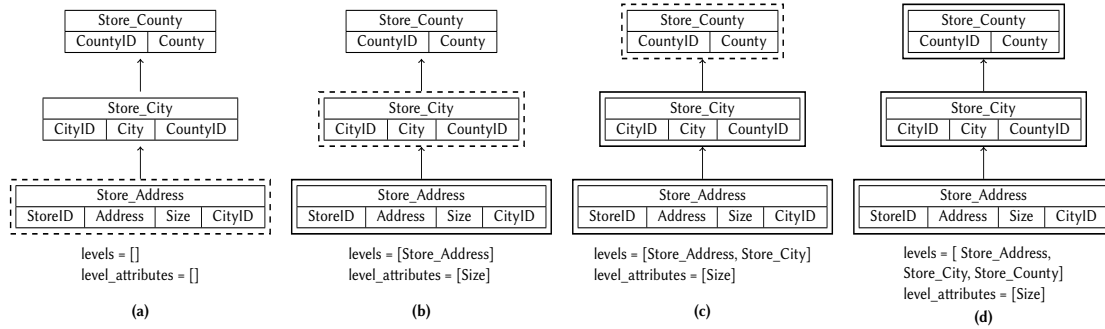 Store_County
CountyID County
Store_City
CityID City CountyID
Store_Address
StoreID Address Size CityID
levels = []
level_attributes = []
(a)
Store_County
CountyID County
Store_City
CityID City CountyID
Store_Address
StoreID Address Size CityID
levels = [Store_Address]
level_attributes = [Size]
(b)
Store_County
CountyID County
Store_City
CityID City CountyID
Store_Address
StoreID Address Size CityID
levels = [Store_Address, Store_City]
level_attributes = [Size]
(c)
Store_County
CountyID County
Store_City
CityID City CountyID
Store_Address
StoreID Address Size CityID
levels = [ Store_Address,
Store_City, Store_County]
level_attributes = [Size]
(d)